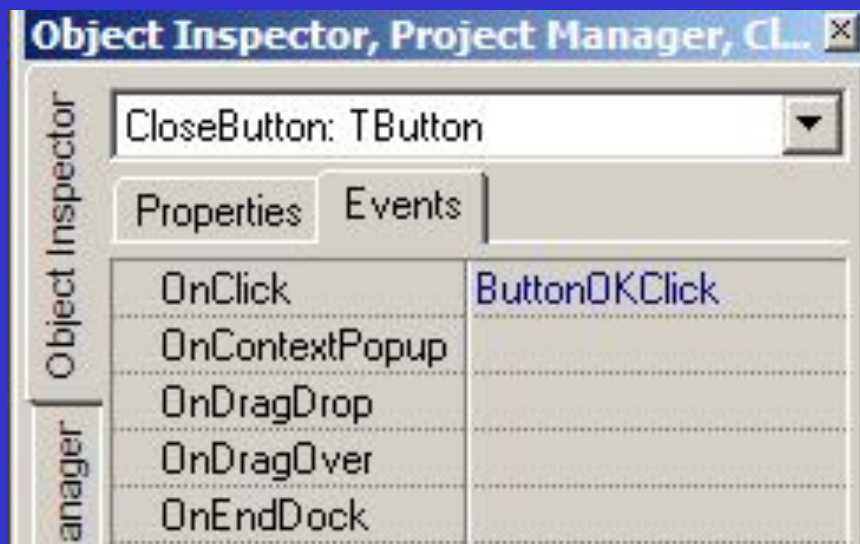 Object Inspector, Project Manager, Cl...
Object Inspector
CloseButton: TButton
Properties Events
OnClick ButtonOKClick
OnContextPopup
OnDragDrop
OnDragOver
OnEndDock
anager